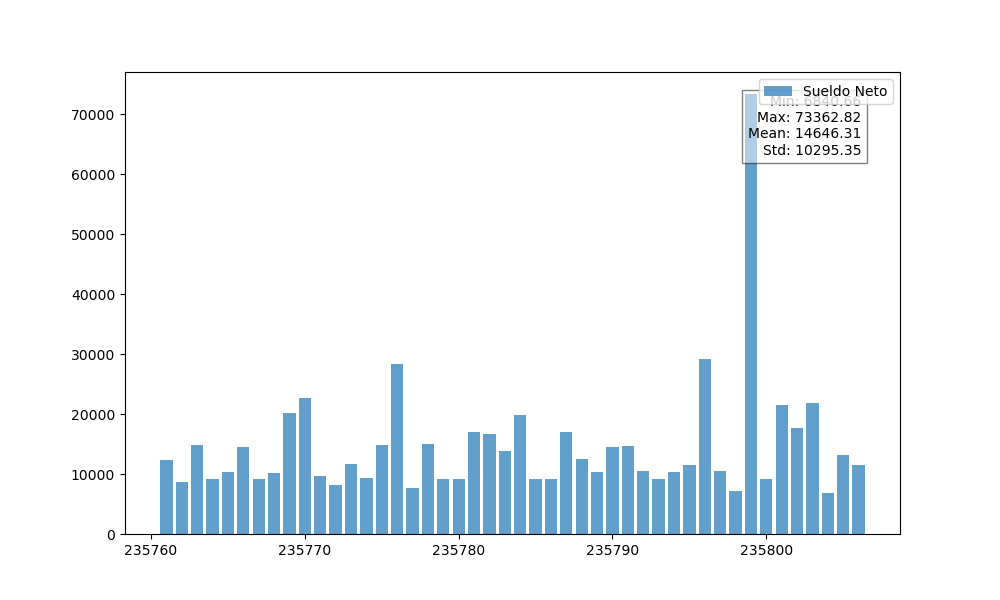 Sueldo Neto
Min: 6840.66
Max: 73362.82
Mean: 14646.31
Std: 10295.35
70000
60000
50000
40000
30000
20000
10000
0
235760 235770 235780 235790 235800